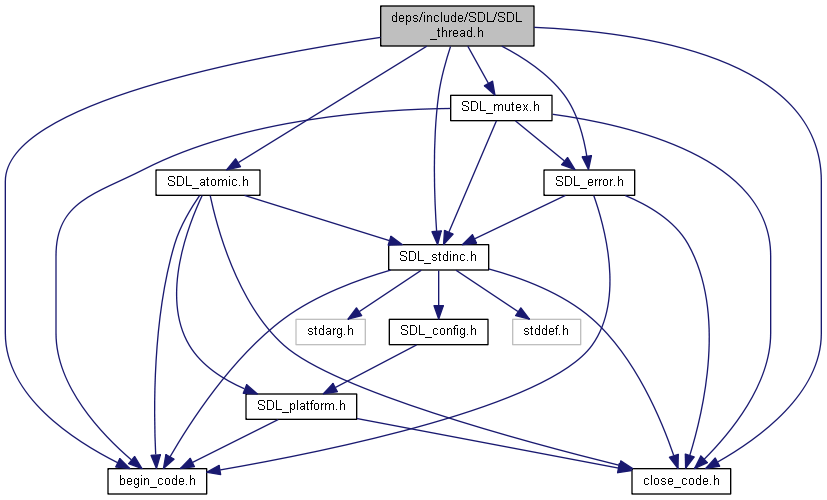 deps/include/SDL/SDL
_thread.h
SDL_mutex.h
SDL_atomic.h
SDL_error.h
SDL_stdinc.h
stdarg.h
SDL_config.h
stddef.h
SDL_platform.h
begin_code.h
close_code.h